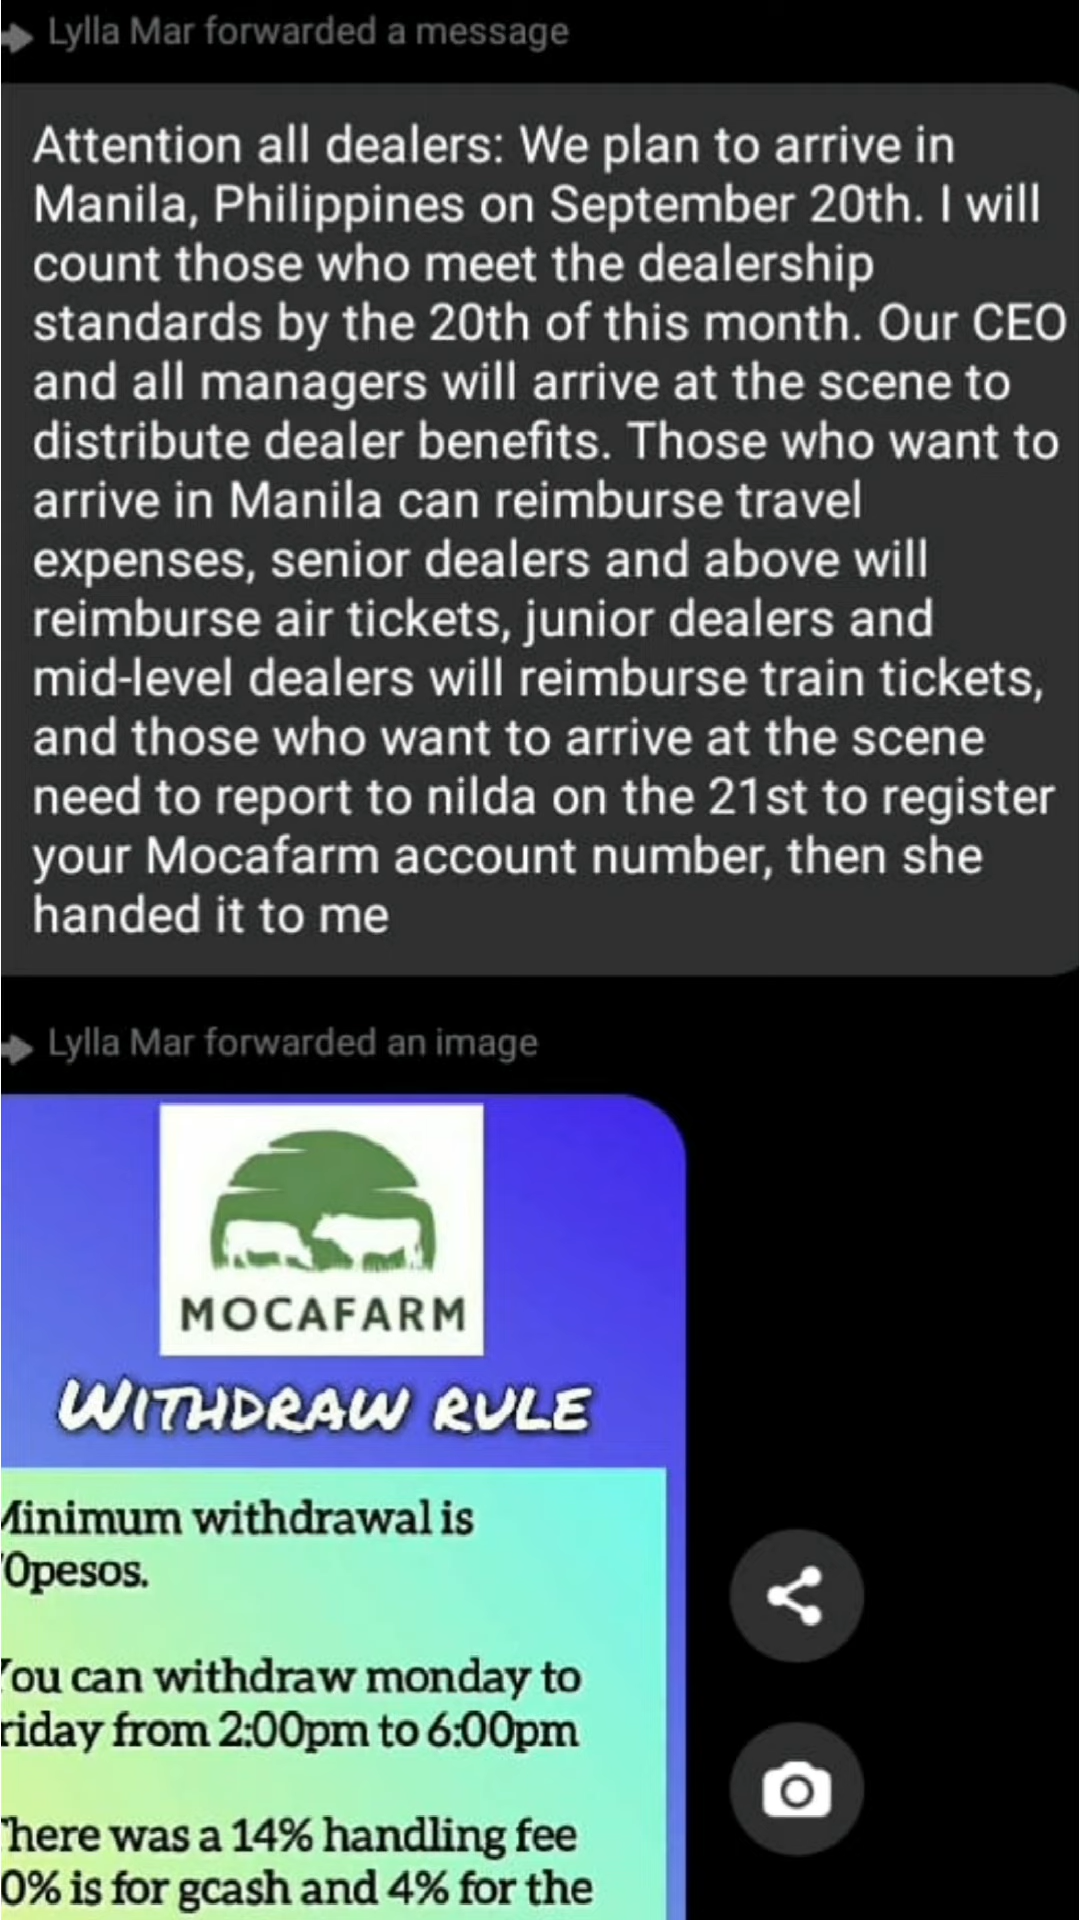 Lylla Mar forwarded a message
Attention all dealers: We plan to arrive in
Manila, Philippines on September 20th. I will
count those who meet the dealership
standards by the 20th of this month. Our CEO
and all managers will arrive at the scene to
distribute dealer benefits. Those who want to
arrive in Manila can reimburse travel
expenses, senior dealers and above will
reimburse air tickets, junior dealers and
mid-level dealers will reimburse train tickets,
and those who want to arrive at the scene
need to report to nilda on the 21st to register
your Mocafarm account number, then she
handed it to me
Lylla Mar forwarded an image
MOCAFARM
WITHDRAW RULE
withdrawal is
can withdraw monday to
from 2:00pm to 6:00pm
was a 14% handling fee
is for gcash and 4% for the